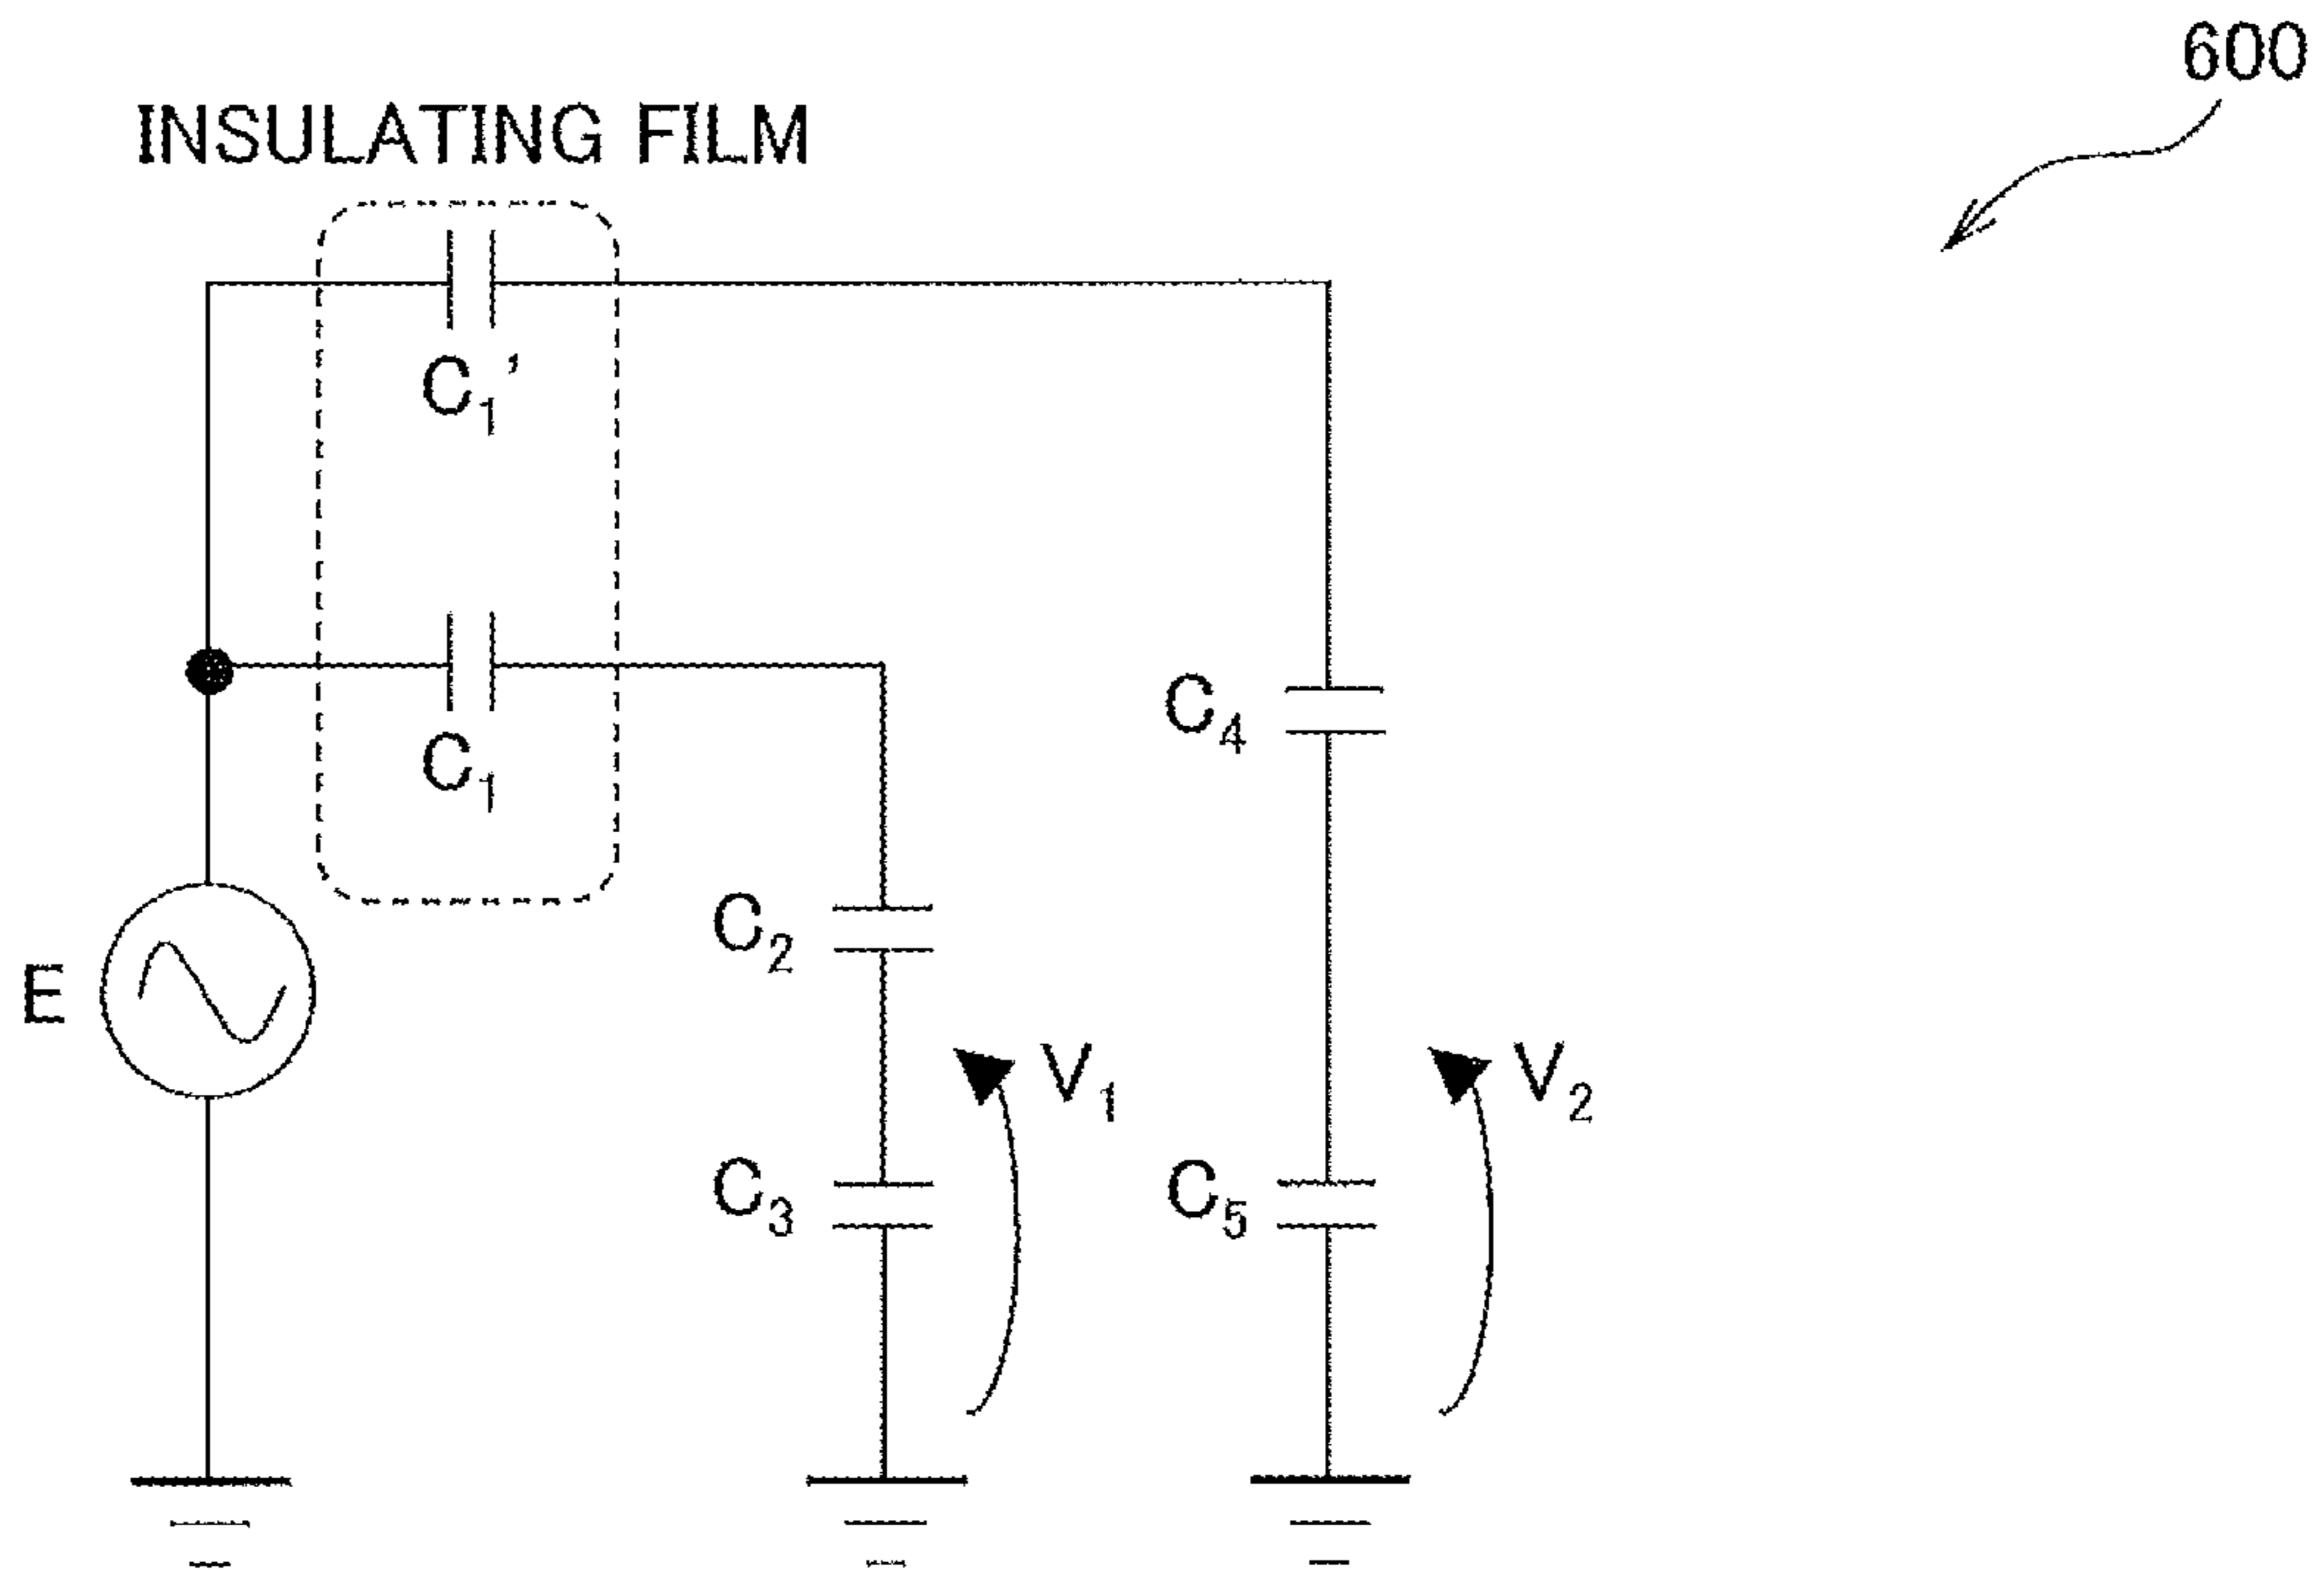 600
INSULATING FILM
C₁'
C₁
C₄
C₂
E
V₁
V₂
C₃
C₅